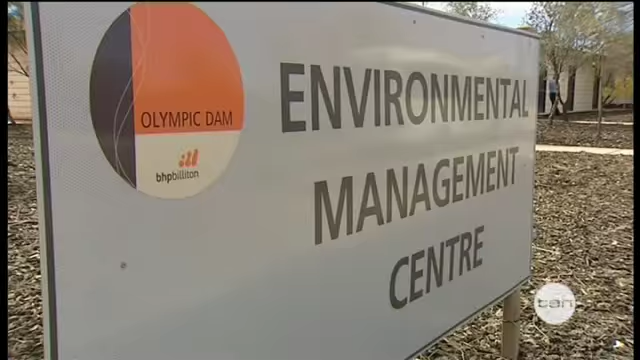 OLYMPIC DAM
bhpbilliton
ENVIRONMENTAL
MANAGEMENT
CENTRE
ten